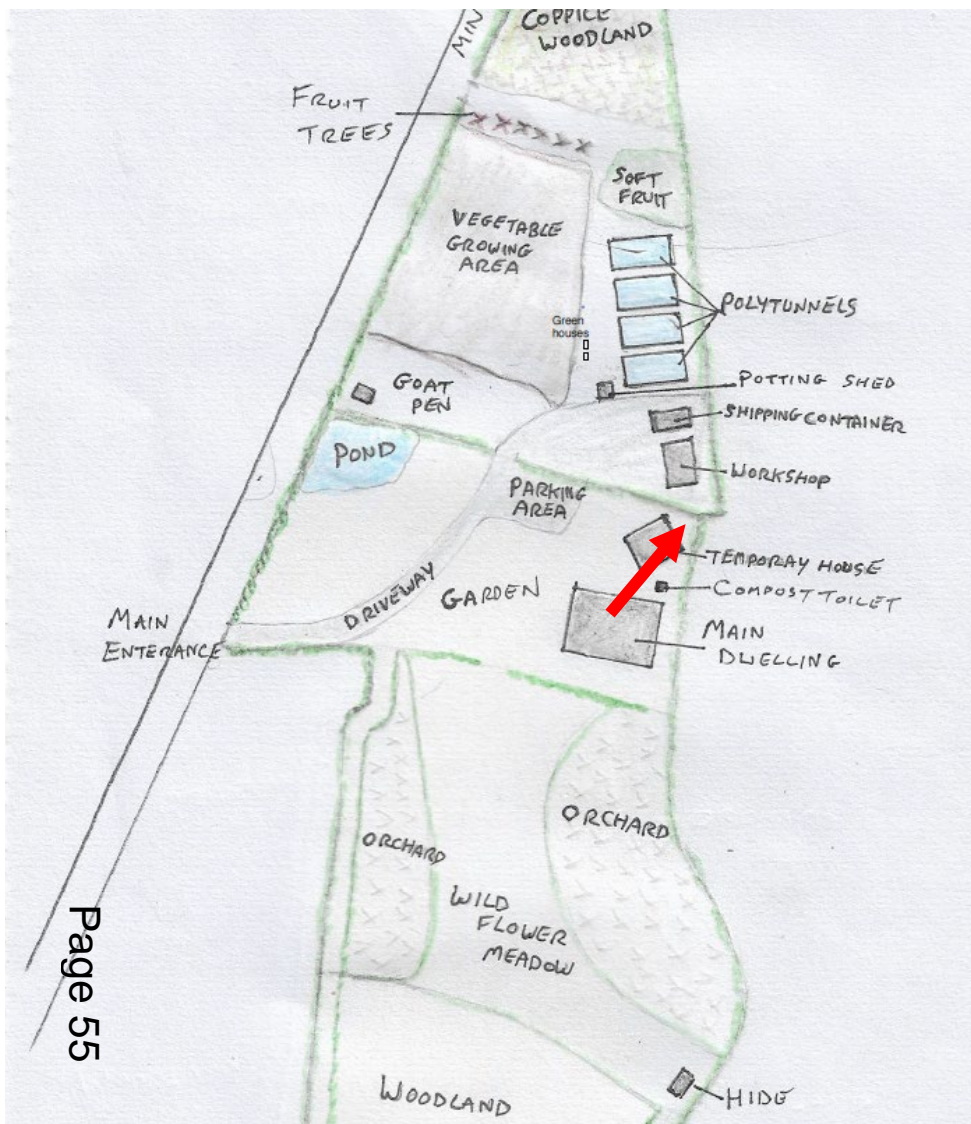 COPPICE
WOODLAND
MIN
FRUIT
TREES
SOFT
FRUIT
VEGETABLE
GROWING
AREA
POLYTUNNELS
Green
houses
GOAT
PEN
POTTING SHED
SHIPPING CONTAINER
POND
WORKSHOP
PARKING
AREA
TEMPORAY HOUSE
COMPOST TOILET
GARDEN
DRIVEWAY
MAIN
ENTERANCE
MAIN
DWELLING
ORCHARD
ORCHARD
WILD
FLOWER
MEADOW
Page 55
WOODLAND
HIDE